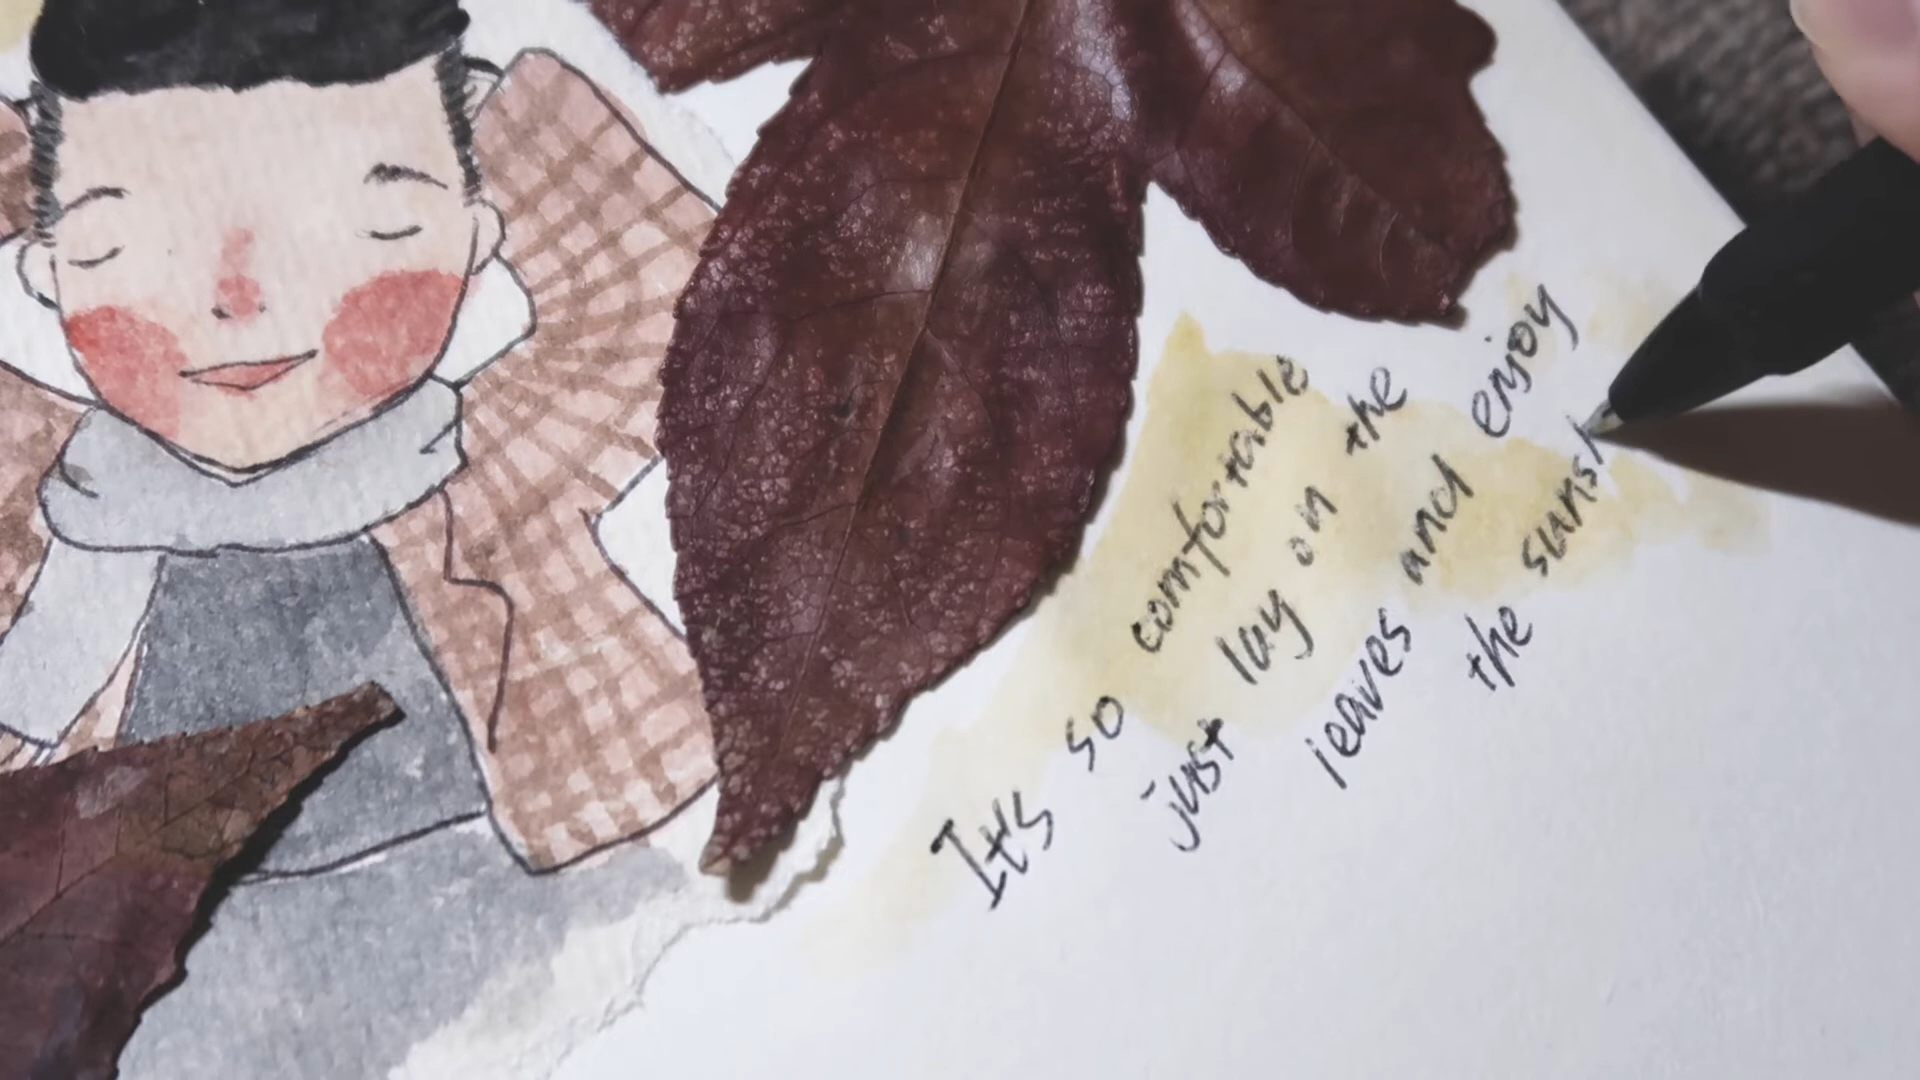 It's so comfortable
just lay on the
leaves and enjoy
the sunsh